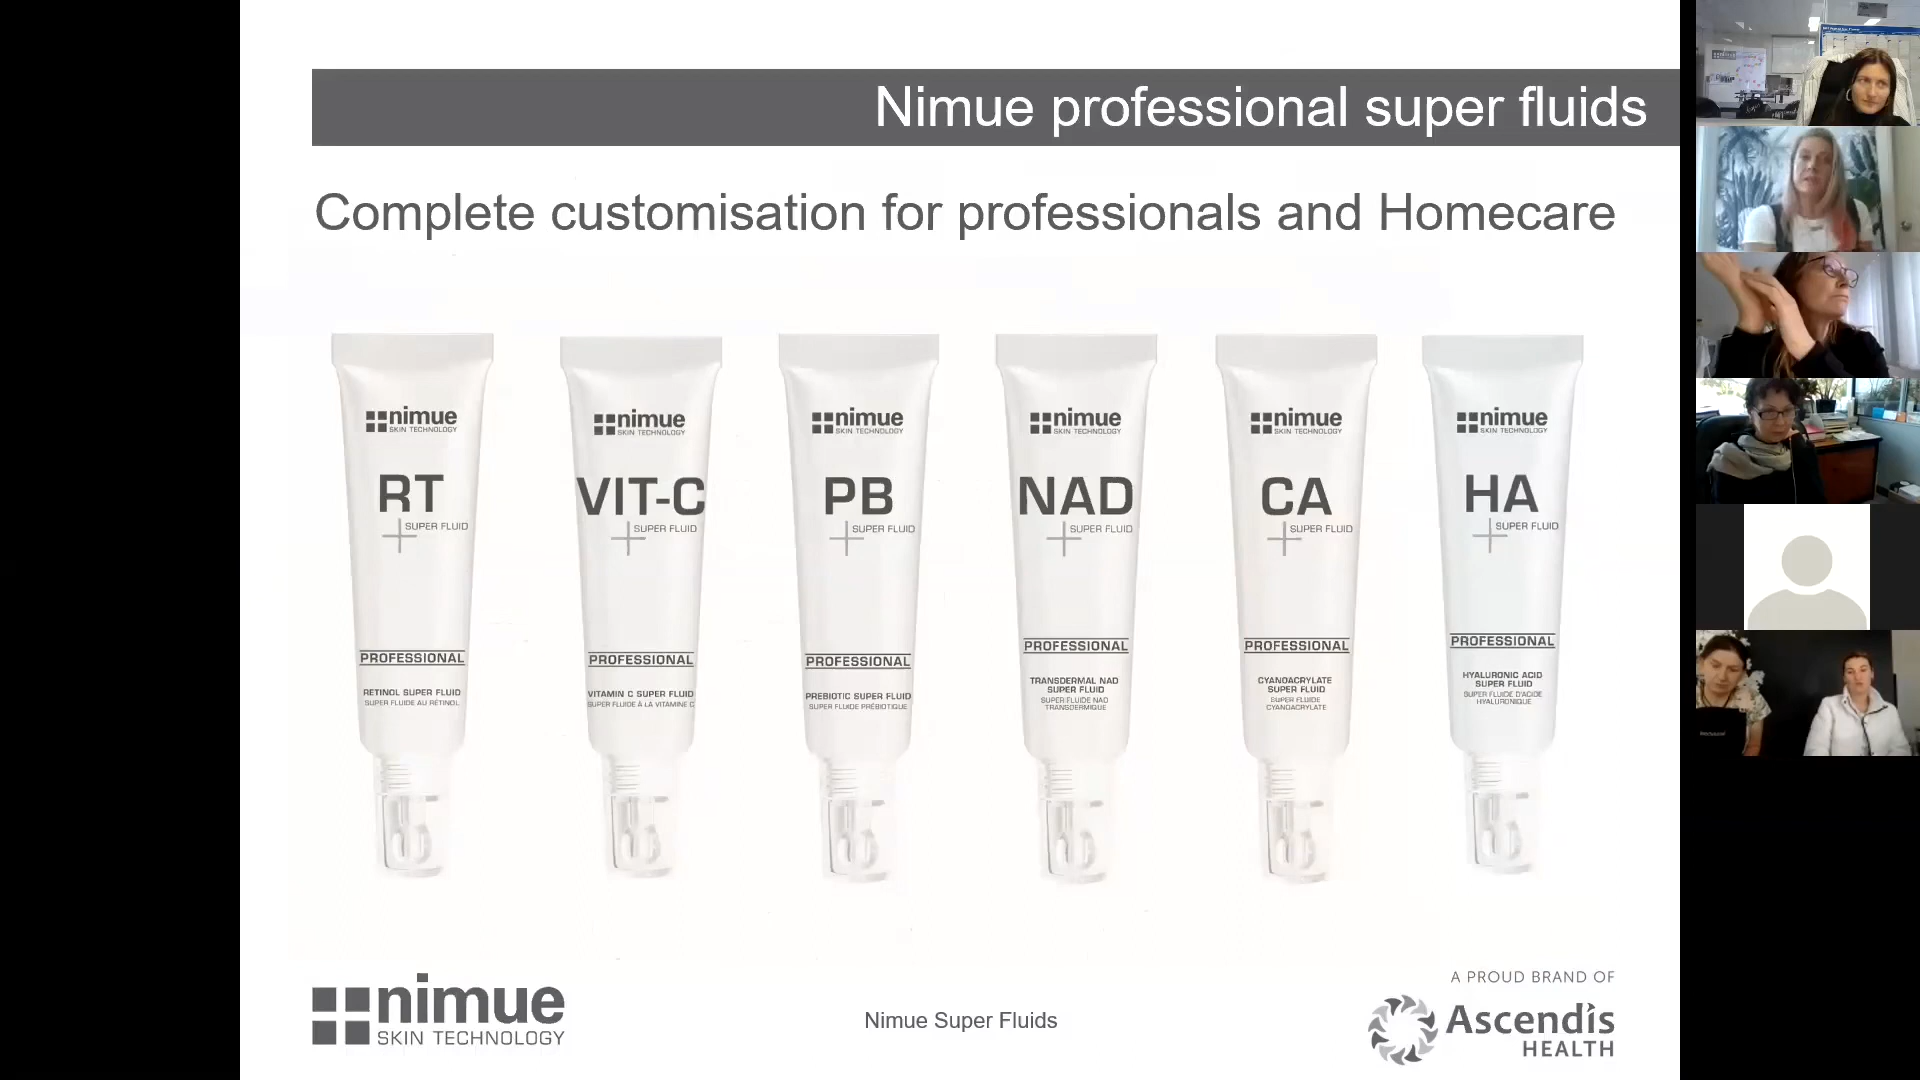 Nimue professional super fluids
Complete customisation for professionals and Homecare
nimue
SKIN TECHNOLOGY
RT
SUPER FLUID
PROFESSIONAL
RETINOL SUPER FLUID
SUPER FLUIDE AU RÉTINOL
nimue
SKIN TECHNOLOGY
VIT-C
SUPER FLUID
PROFESSIONAL
VITAMIN C SUPER FLUID
SUPER FLUIDE À LA VITAMINE C
nimue
SKIN TECHNOLOGY
PB
SUPER FLUID
PROFESSIONAL
PREBIOTIC SUPER FLUID
SUPER FLUIDE PRÉBIOTIQUE
nimue
SKIN TECHNOLOGY
NAD
SUPER FLUID
PROFESSIONAL
TRANSDERMAL NAD
SUPER FLUID
SUPER FLUIDE NAD
TRANSDERMIQUE
nimue
SKIN TECHNOLOGY
CA
SUPER FLUID
PROFESSIONAL
CYANOACRYLATE
SUPER FLUID
SUPER FLUIDE
CYANOACRYLATE
nimue
SKIN TECHNOLOGY
HA
SUPER FLUID
PROFESSIONAL
HYALURONIC ACID
SUPER FLUID
SUPER FLUIDE D'ACIDE
HYALURONIQUE
nimue
SKIN TECHNOLOGY
Nimue Super Fluids
A PROUD BRAND OF
Ascendis
HEALTH